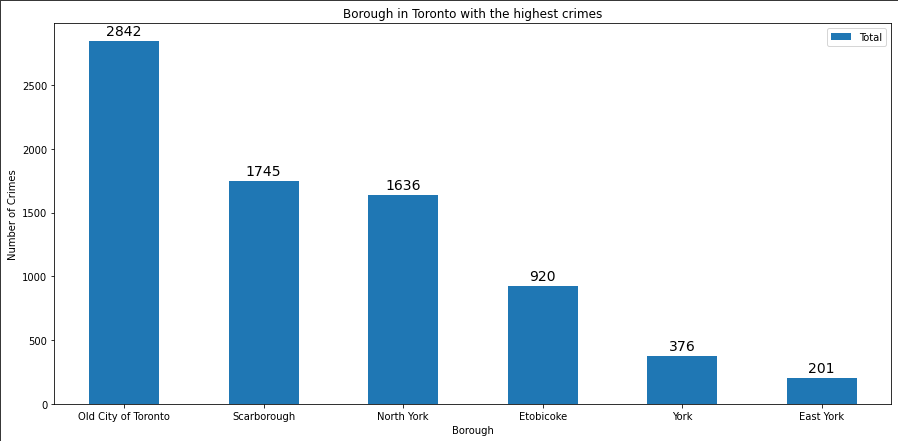 Borough in Toronto with the highest crimes
Total
2842
1745
1636
920
376
201
Number of Crimes
2500
2000
1500
1000
500
0
Old City of Toronto
Scarborough
North York
Etobicoke
York
East York
Borough